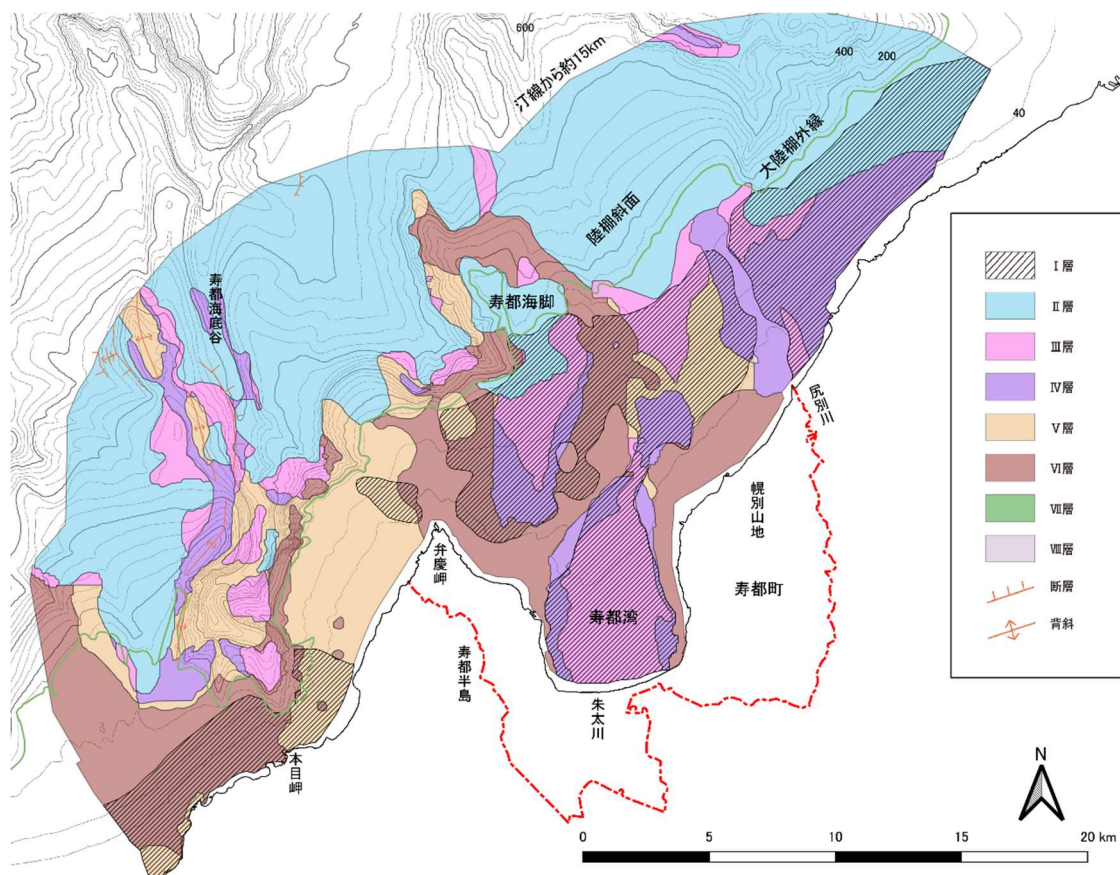 600
汀線から約15km
400
200
大陸棚外縁
40
陸棚斜面
寿都海底谷
寿都海脚
I層
II層
III層
IV層
V層
VI層
VII層
VIII層
断層
背斜
尻別川
幌別山地
弁慶岬
寿都町
寿都湾
寿都半島
朱太川
本目岬
N
0
5
10
15
20 km